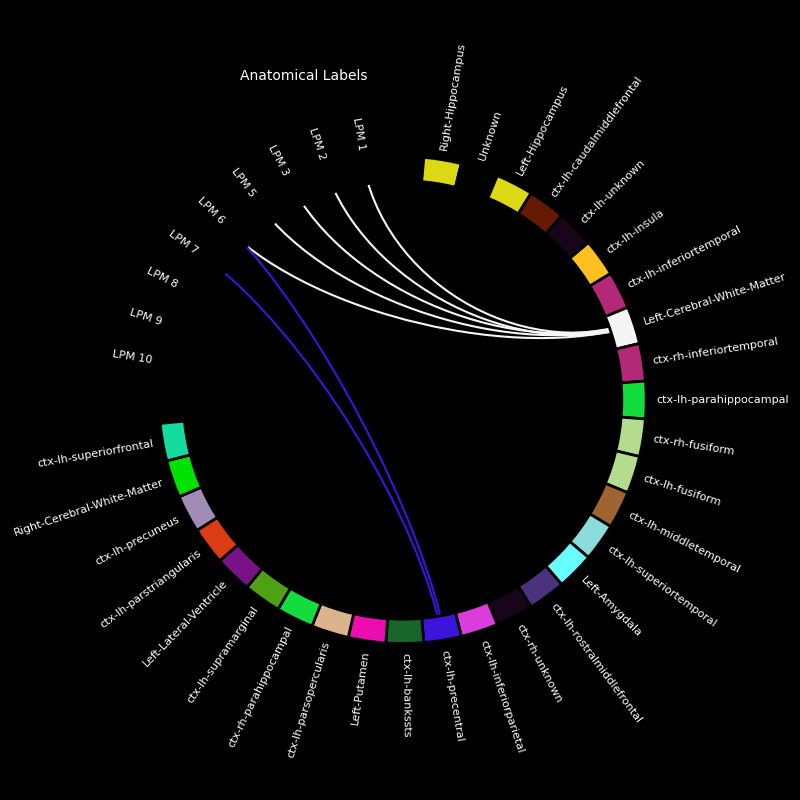 Anatomical Labels
Right-Hippocampus
Unknown
Left-Hippocampus
ctx-lh-caudalmiddlefrontal
ctx-lh-unknown
ctx-lh-insula
ctx-lh-inferiortemporal
Left-Cerebral-White-Matter
ctx-rh-inferiortemporal
ctx-lh-parahippocampal
ctx-rh-fusiform
ctx-lh-fusiform
ctx-lh-middletemporal
ctx-lh-superiortemporal
Left-Amygdala
ctx-lh-rostralmiddlefrontal
ctx-rh-unknown
ctx-lh-inferiorparietal
ctx-lh-precentral
ctx-lh-bankssts
Left-Putamen
ctx-lh-parsopercularis
ctx-rh-parahippocampal
ctx-lh-supramarginal
Left-Lateral-Ventricle
ctx-lh-parstriangularis
ctx-lh-precuneus
Right-Cerebral-White-Matter
ctx-lh-superiorfrontal
LPM 10
LPM 9
LPM 8
LPM 7
LPM 6
LPM 5
LPM 3
LPM 2
LPM 1